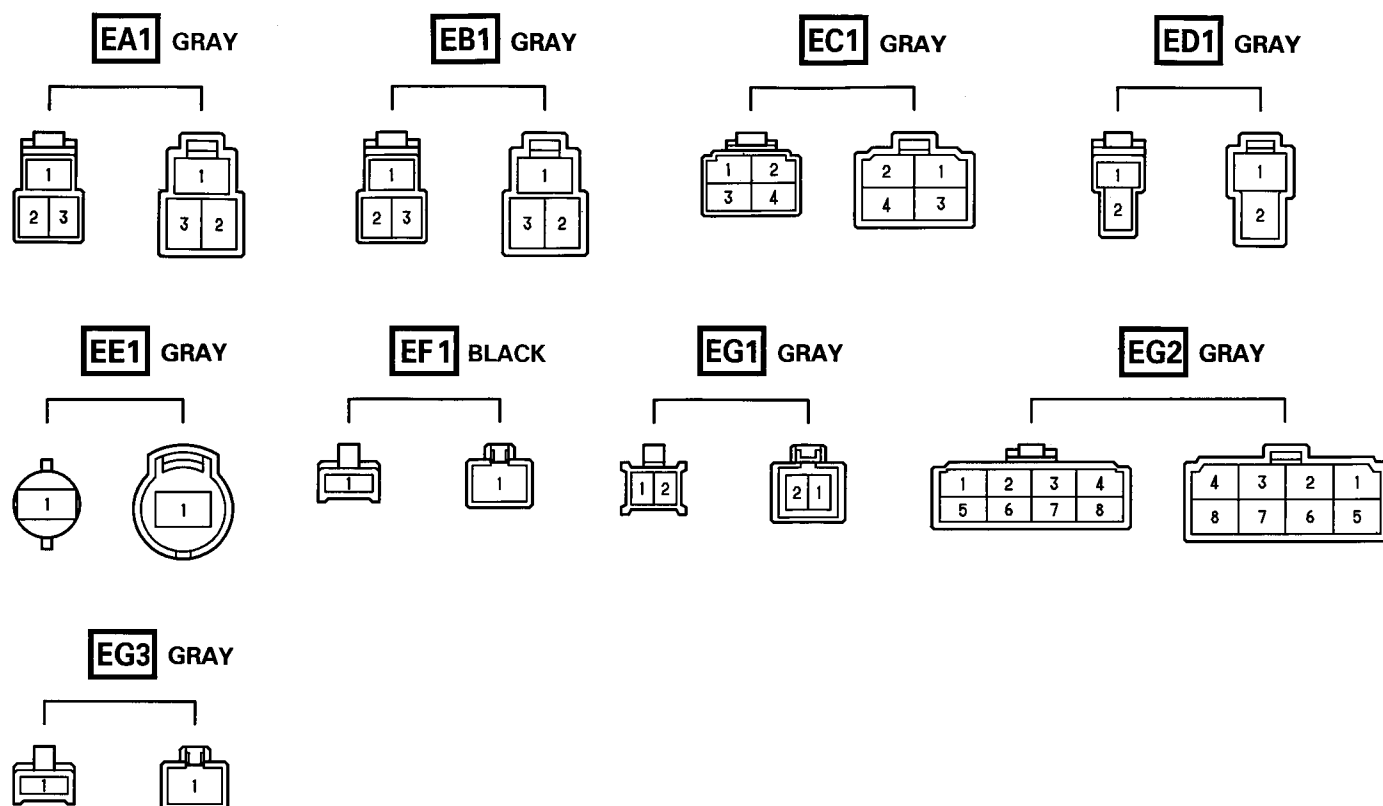 EA1 GRAY
EB1 GRAY
EC1 GRAY
ED1 GRAY
1
2 3
1
3 2
1
2 3
1
3 2
1 2
3 4
2 1
4 3
1
2
1
2
EE1 GRAY
EF1 BLACK
EG1 GRAY
EG2 GRAY
1
1
1
1
1 2
2 1
1 2 3 4
5 6 7 8
4 3 2 1
8 7 6 5
EG3 GRAY
1
1